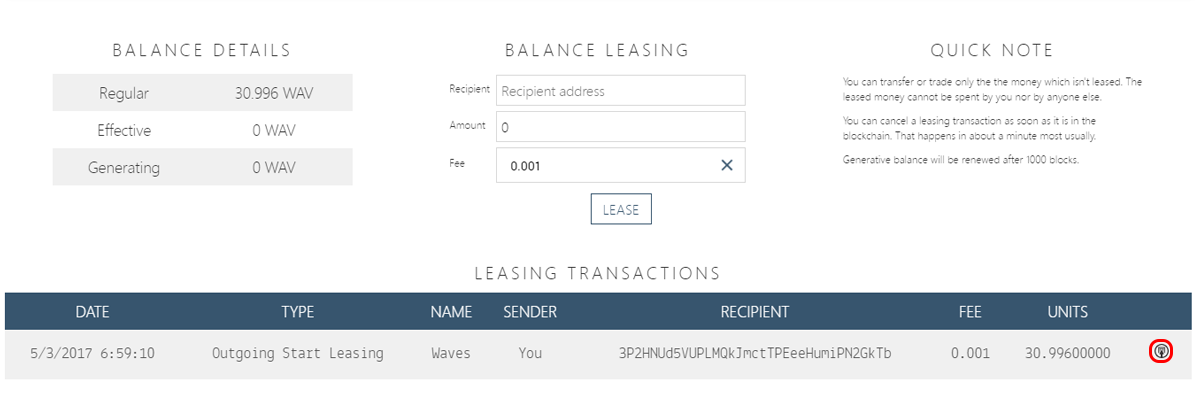 BALANCE DETAILS
Regular 30.996 WAV
Effective 0 WAV
Generating 0 WAV
BALANCE LEASING
Recipient Recipient address
Amount 0
Fee 0.001
LEASE
QUICK NOTE
You can transfer or trade only the the money which isn't leased. The
leased money cannot be spent by you nor by anyone else.
You can cancel a leasing transaction as soon as it is in the
blockchain. That happens in about a minute most usually.
Generative balance will be renewed after 1000 blocks.
LEASING TRANSACTIONS
DATE TYPE NAME SENDER RECIPIENT FEE UNITS
5/3/2017 6:59:10 Outgoing Start Leasing Waves You 3P2HNUd5VUPLMQkJmctTPEeeHumiPN2GkTb 0.001 30.99600000